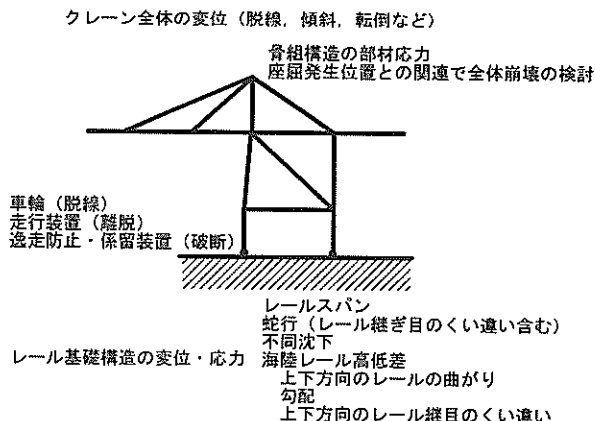 クレーン全体の変位（脱線，傾斜，転倒など）
骨組構造の部材応力
座屈発生位置との関連で全体崩壊の検討
車輪（脱線）
走行装置（離脱）
逸走防止・係留装置（破断）
レールスパン
蛇行（レール継ぎ目のくい違い含む）
不同沈下
レール基礎構造の変位・応力 海陸レール高低差
上下方向のレールの曲がり
勾配
上下方向のレール継目のくい違い